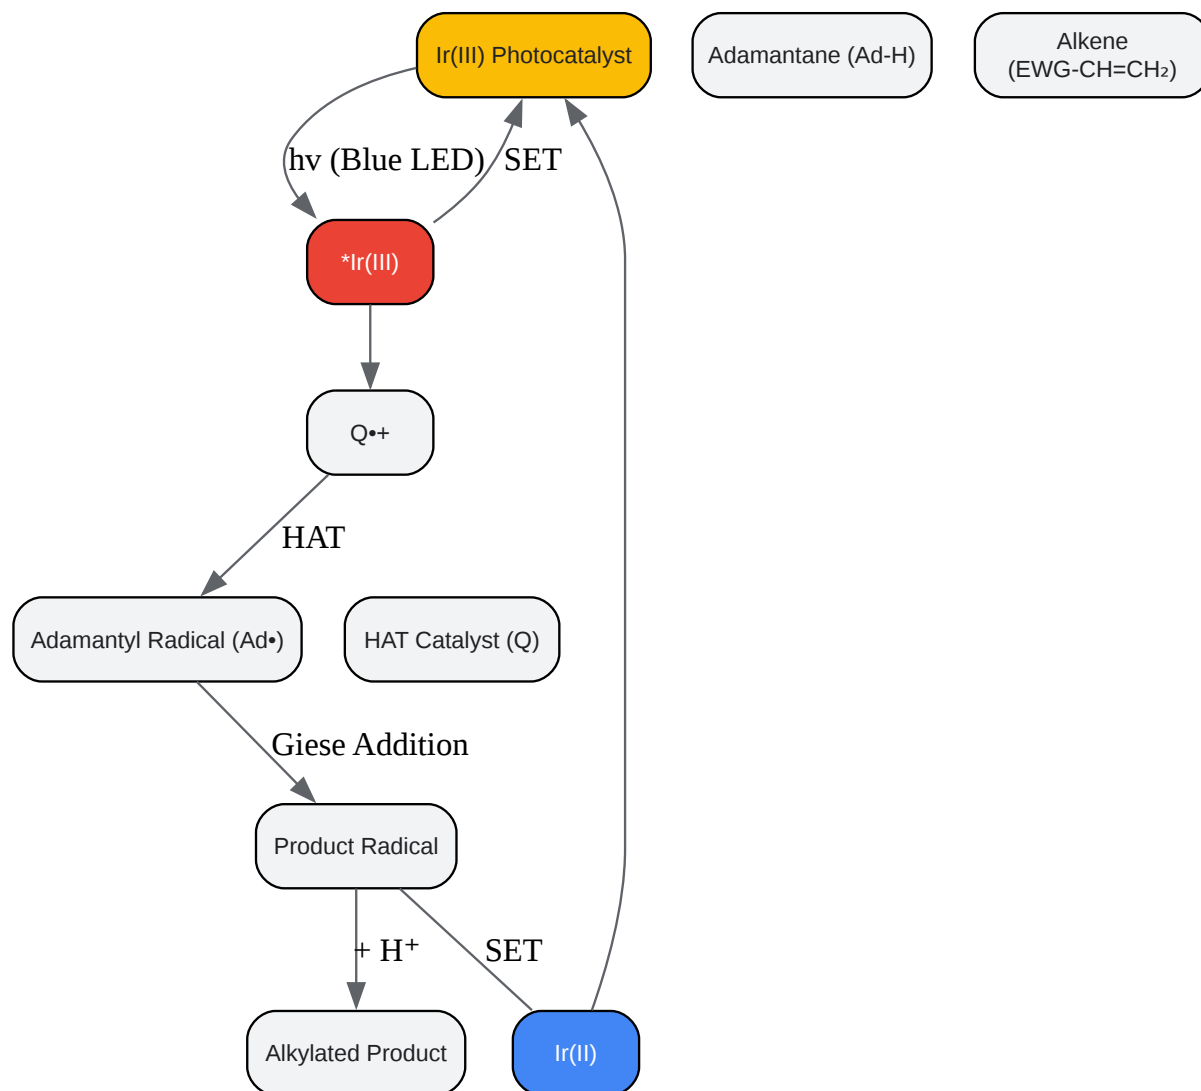 Ir(III) Photocatalyst
Adamantane (Ad-H)
Alkene
(EWG-CH=CH₂)
hv (Blue LED)
SET
*Ir(III)
Q•+
HAT
Adamantyl Radical (Ad•)
HAT Catalyst (Q)
Giese Addition
Product Radical
+ H⁺
SET
Alkylated Product
Ir(II)